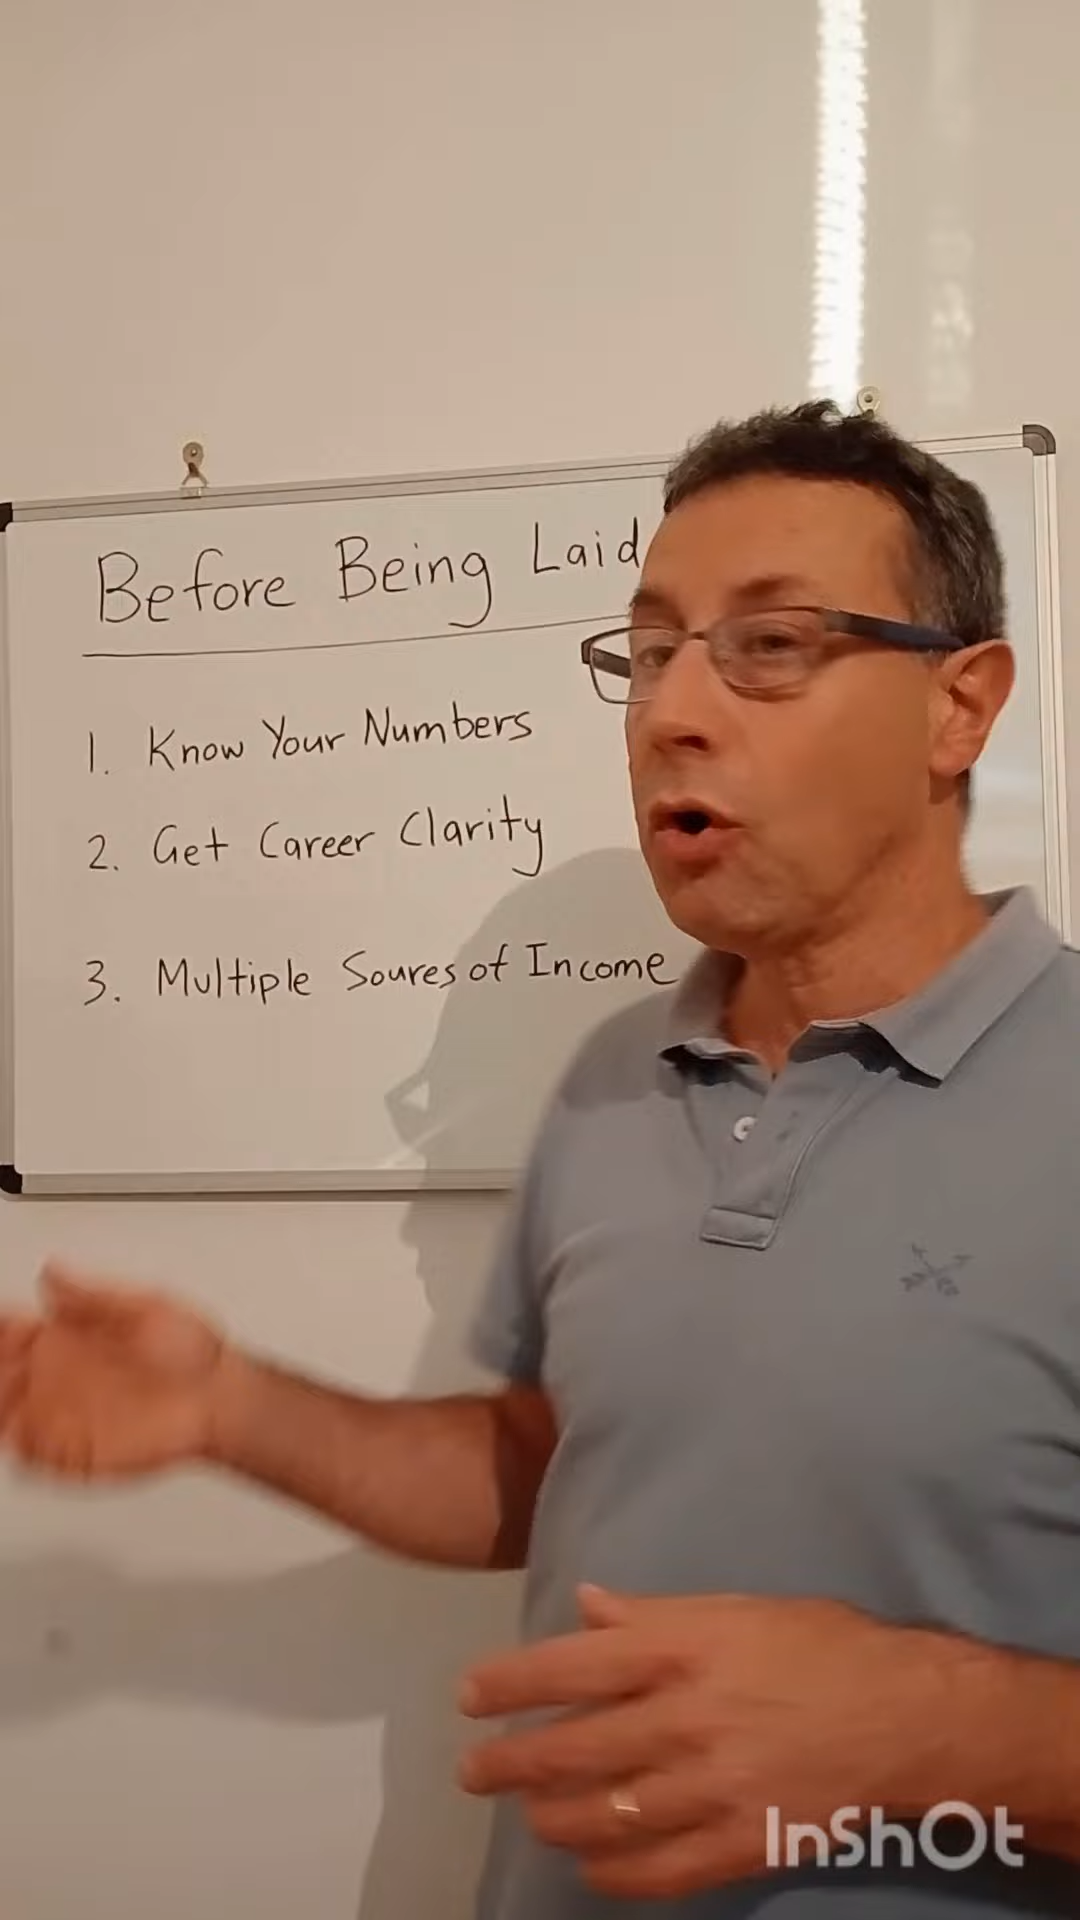 Before Being Laid
1. Know Your Numbers
2. Get Career Clarity
3. Multiple Soures of Income
InShOt